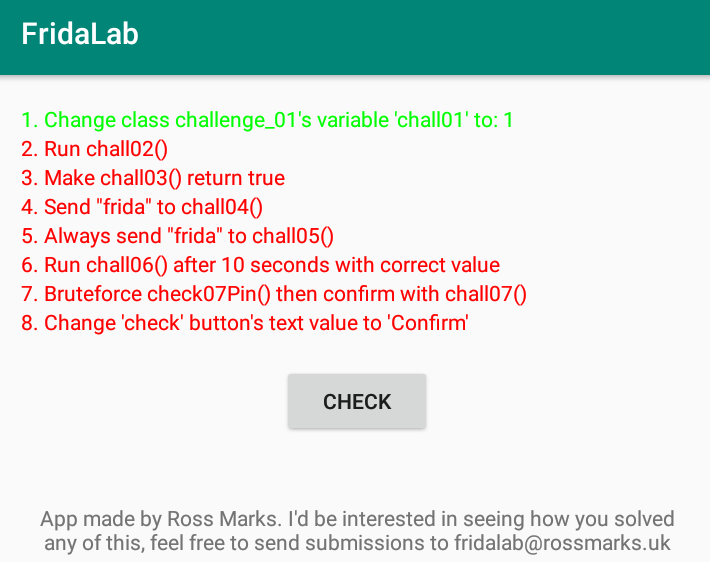 FridaLab
1. Change class challenge_01's variable 'chall01' to: 1
2. Run chall02()
3. Make chall03() return true
4. Send "frida" to chall04()
5. Always send "frida" to chall05()
6. Run chall06() after 10 seconds with correct value
7. Bruteforce check07Pin() then confirm with chall07()
8. Change 'check' button's text value to 'Confirm'
CHECK
App made by Ross Marks. I'd be interested in seeing how you solved
any of this, feel free to send submissions to fridalab@rossmarks.uk